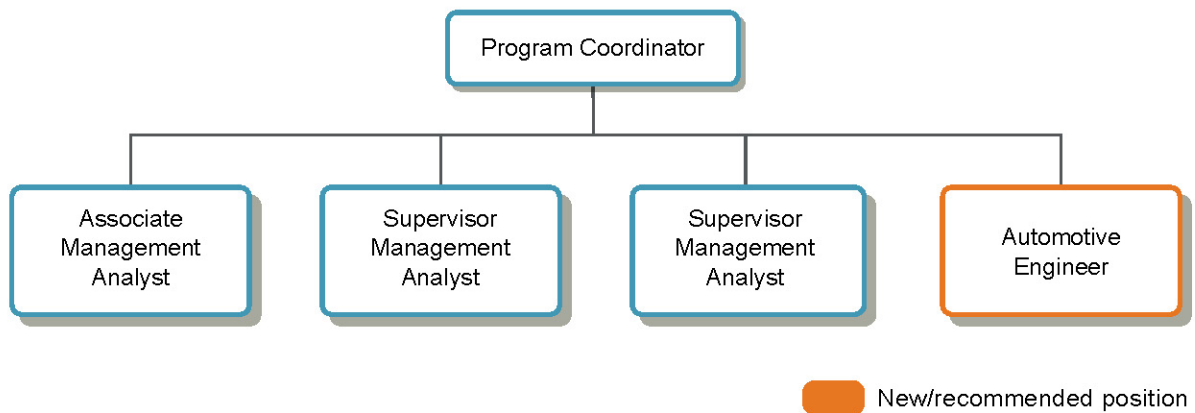 Program Coordinator
Associate
Management
Analyst
Supervisor
Management
Analyst
Supervisor
Management
Analyst
Automotive
Engineer
New/recommended position